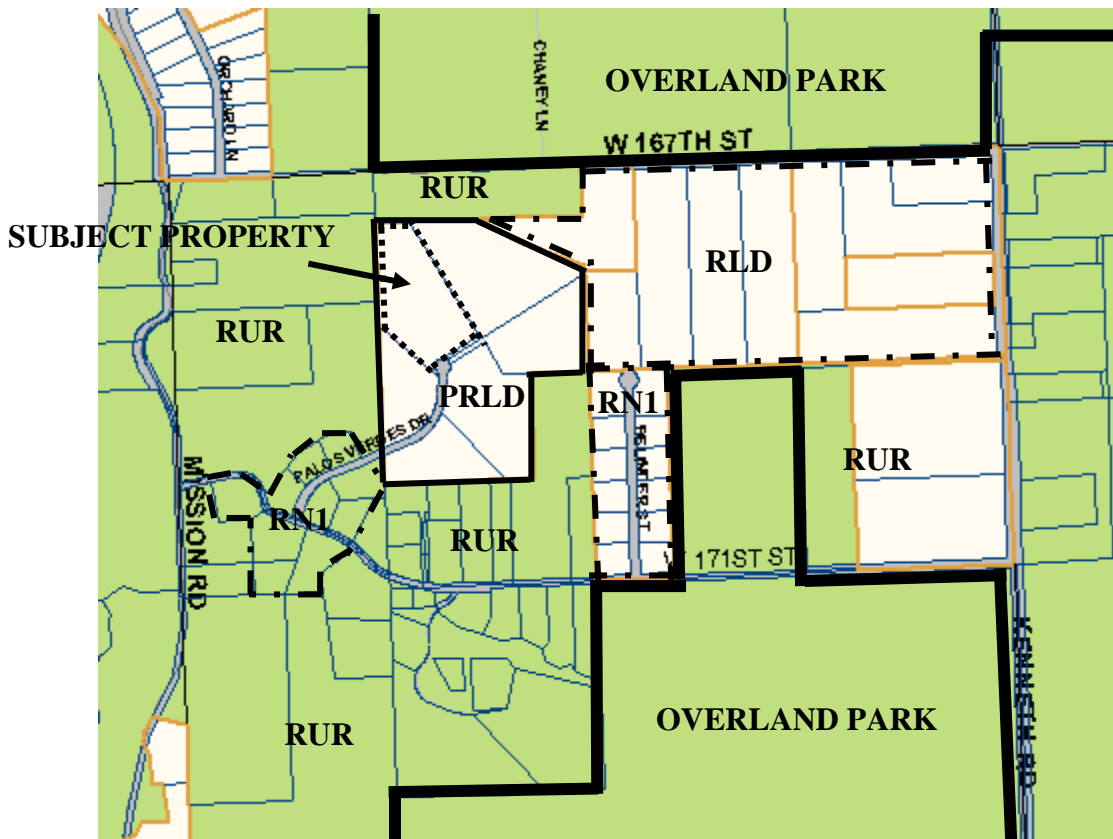 ORCHARD LN
CHANEY LN
OVERLAND PARK
W 167TH ST
RUR
SUBJECT PROPERTY
RLD
RUR
PRLD
RN1
PALOS VERDES DR
RUR
MISSION RD
RN1
RUR
171ST ST
KENNETH RD
RUR
OVERLAND PARK